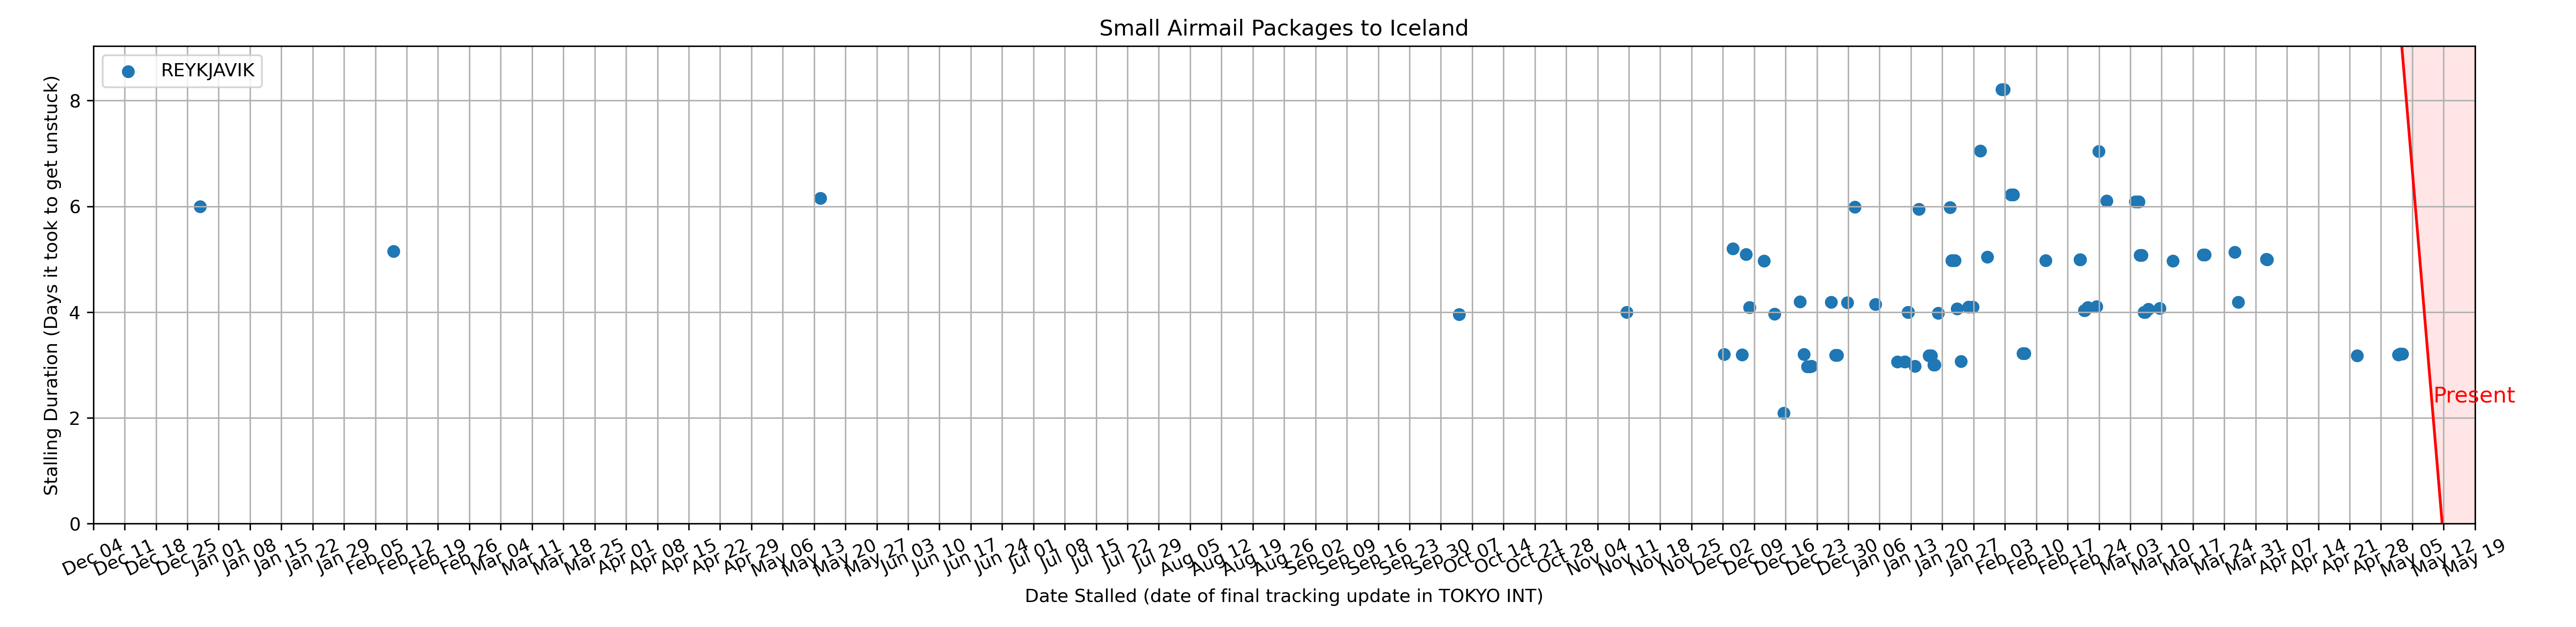 Small Airmail Packages to Iceland
REYKJAVIK
Stalling Duration (Days it took to get unstuck)
8
6
4
2
0
Present
Dec 04
Dec 11
Dec 18
Dec 25
Jan 01
Jan 08
Jan 15
Jan 22
Jan 29
Feb 05
Feb 12
Feb 19
Feb 26
Mar 04
Mar 11
Mar 18
Mar 25
Apr 01
Apr 08
Apr 15
Apr 22
Apr 29
May 06
May 13
May 20
May 27
Jun 03
Jun 10
Jun 17
Jun 24
Jul 01
Jul 08
Jul 15
Jul 22
Jul 29
Aug 05
Aug 12
Aug 19
Aug 26
Sep 02
Sep 09
Sep 16
Sep 23
Sep 30
Oct 07
Oct 14
Oct 21
Oct 28
Nov 04
Nov 11
Nov 18
Nov 25
Dec 02
Dec 09
Dec 16
Dec 23
Dec 30
Jan 06
Jan 13
Jan 20
Jan 27
Feb 03
Feb 10
Feb 17
Feb 24
Mar 03
Mar 10
Mar 17
Mar 24
Mar 31
Apr 07
Apr 14
Apr 21
Apr 28
May 05
May 12
May 19
Date Stalled (date of final tracking update in TOKYO INT)